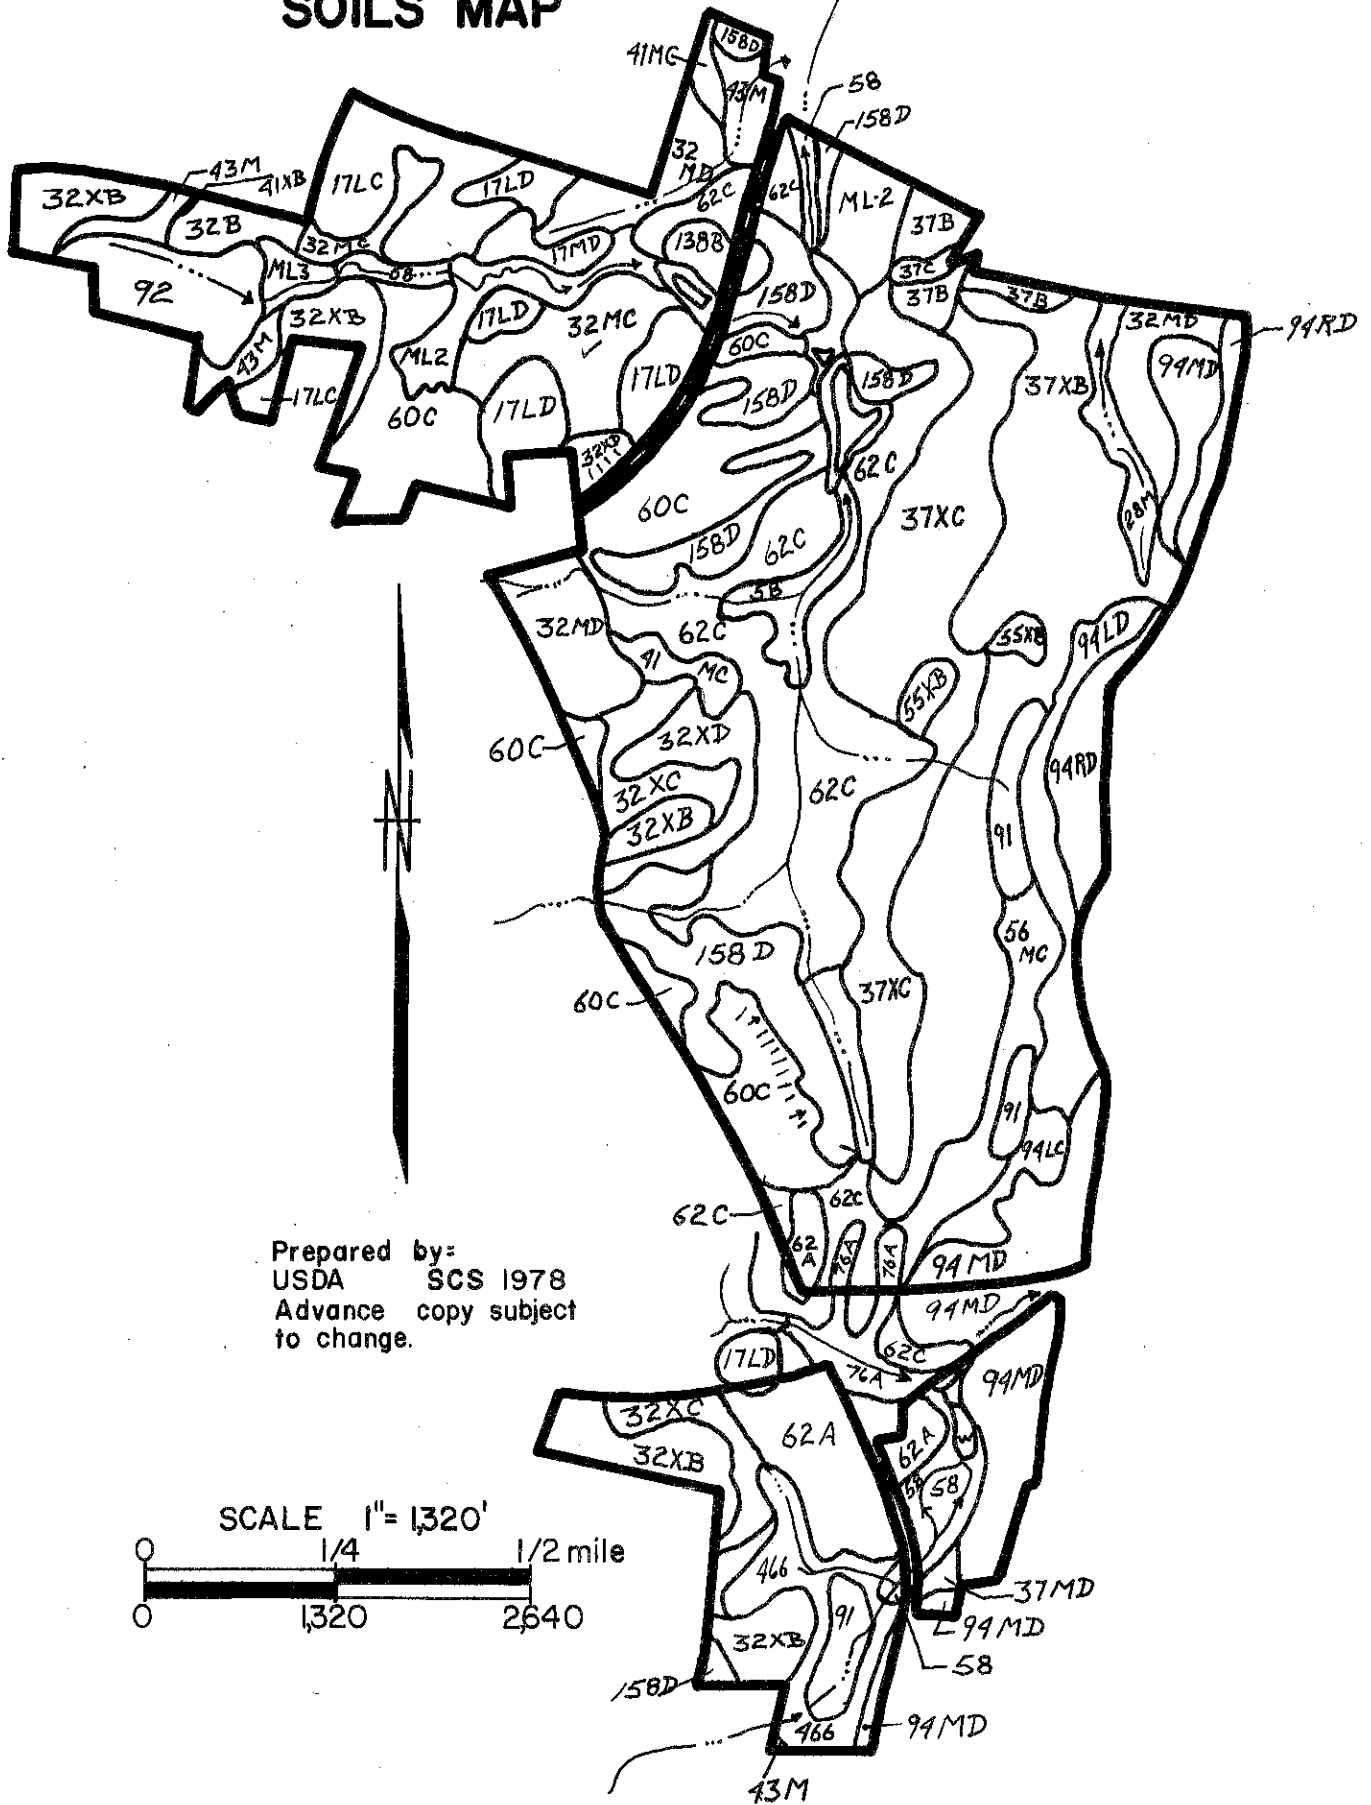 SOILS MAP
158D
41MC
43M
58
158D
32
MD
43M
41XB
32XB
17LC
17LD
62C
62C
ML-2
37B
32B
32MC
17MD
138B
ML3
58
37C
92
32XB
17LD
32MC
158D
37B
37B
32MD
94RD
60C
43M
ML2
17LD
158D
37XB
94MD
17LC
60C
17LD
158D
32XD
62C
60C
37XC
28M
158D
62C
5B
32MD
62C
55XB
94LD
41
MC
55XB
60C
32XD
94RD
32XC
62C
N
32XB
91
56
MC
158D
60C
37XC
60C
91
94LC
62C
62C
62
A
76A
76A
94MD
Prepared by:
USDA SCS 1978
Advance copy subject
to change.
94MD
17LD
62C
76A
94MD
32XC
62A
62A
W
32XB
58
58
SCALE 1"= 1,320'
0 1/4 1/2 mile
0 1,320 2,640
466
91
37MD
94MD
32XB
58
158D
466
94MD
43M